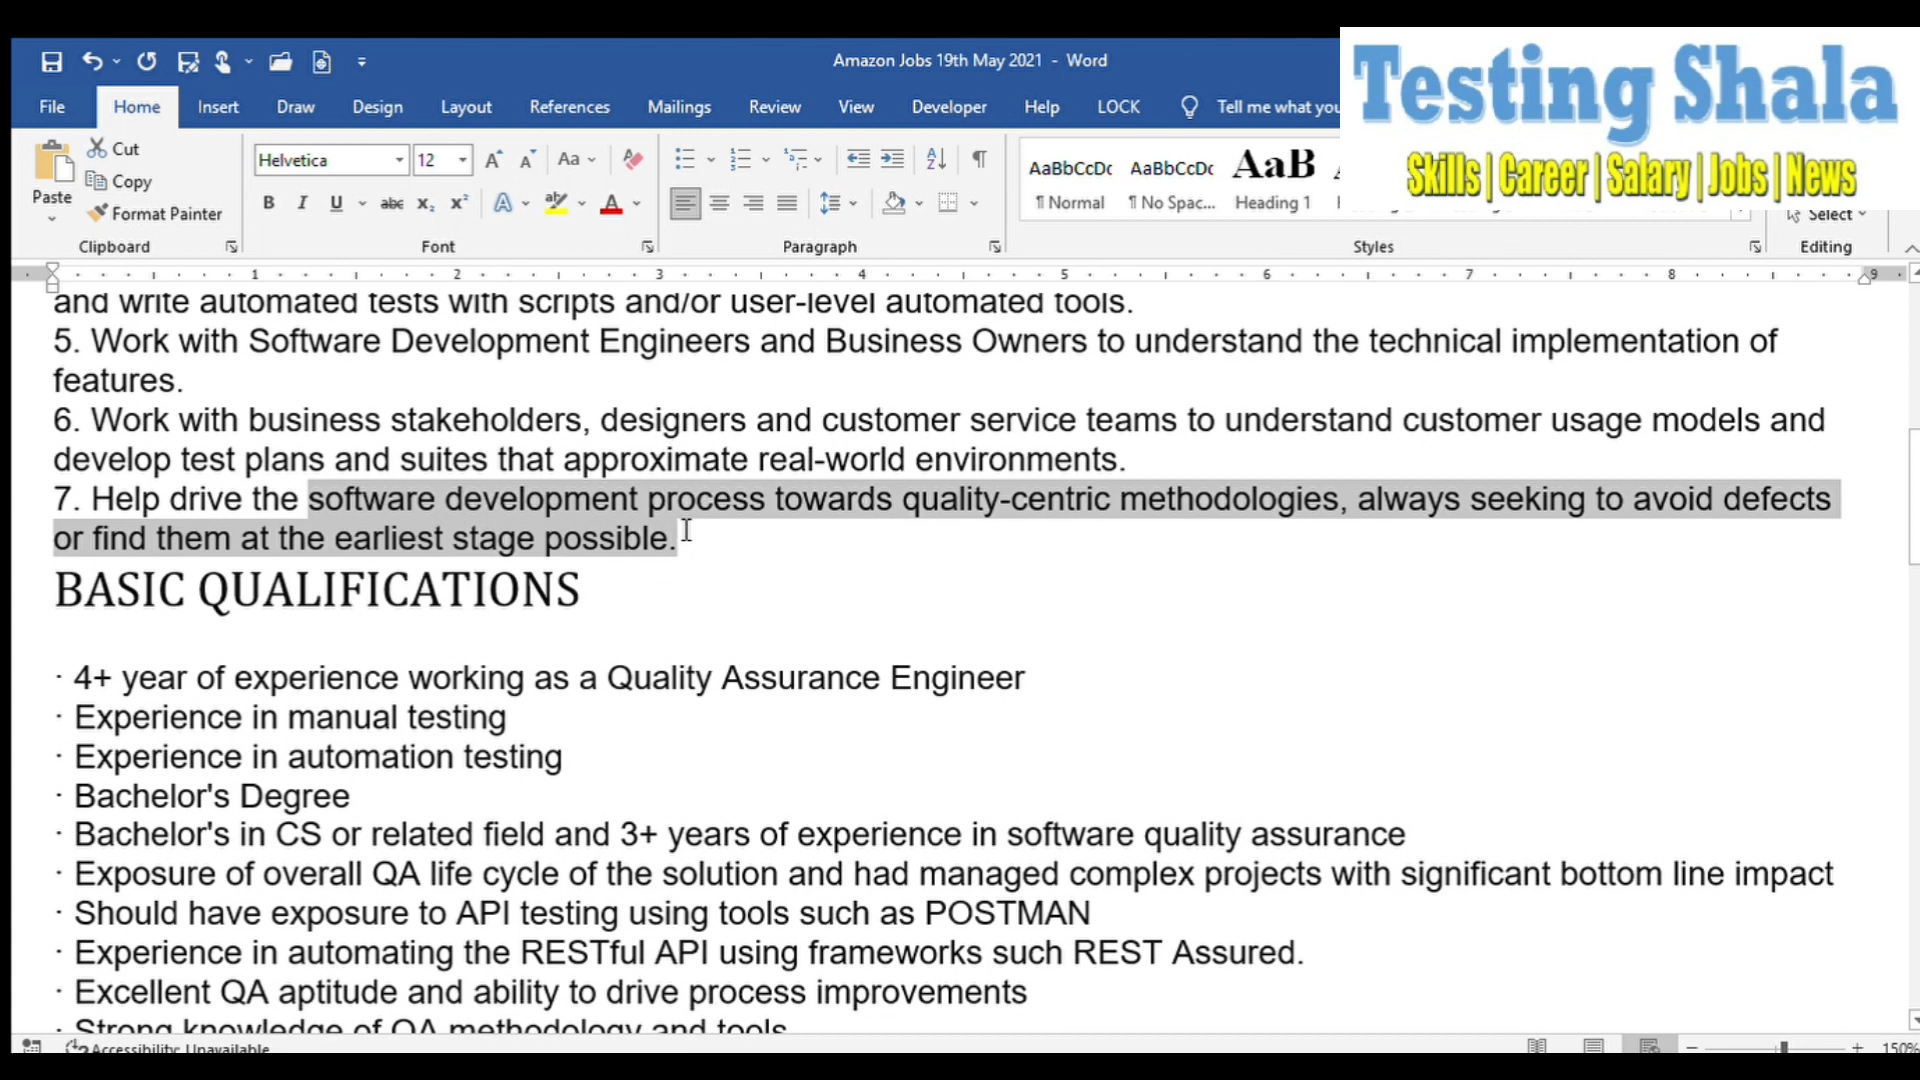 Amazon Jobs 19th May 2021 - Word
Testing Shala
Skills | Career | Salary | Jobs | News
File Home Insert Draw Design Layout References Mailings Review View Developer Help LOCK Tell me what you
Paste
Cut
Copy
Format Painter
Helvetica 12
AaBbCcDc AaBbCcDc AaB
¶ Normal ¶ No Spac... Heading 1
Select
Clipboard Font Paragraph Styles Editing
1 2 3 4 5 6 7 8 9
and write automated tests with scripts and/or user-level automated tools.
5. Work with Software Development Engineers and Business Owners to understand the technical implementation of
features.
6. Work with business stakeholders, designers and customer service teams to understand customer usage models and
develop test plans and suites that approximate real-world environments.
7. Help drive the software development process towards quality-centric methodologies, always seeking to avoid defects
or find them at the earliest stage possible.
BASIC QUALIFICATIONS
· 4+ year of experience working as a Quality Assurance Engineer
· Experience in manual testing
· Experience in automation testing
· Bachelor's Degree
· Bachelor's in CS or related field and 3+ years of experience in software quality assurance
· Exposure of overall QA life cycle of the solution and had managed complex projects with significant bottom line impact
· Should have exposure to API testing using tools such as POSTMAN
· Experience in automating the RESTful API using frameworks such REST Assured.
· Excellent QA aptitude and ability to drive process improvements
· Strong knowledge of QA methodology and tools
Accessibility: Unavailable
150%